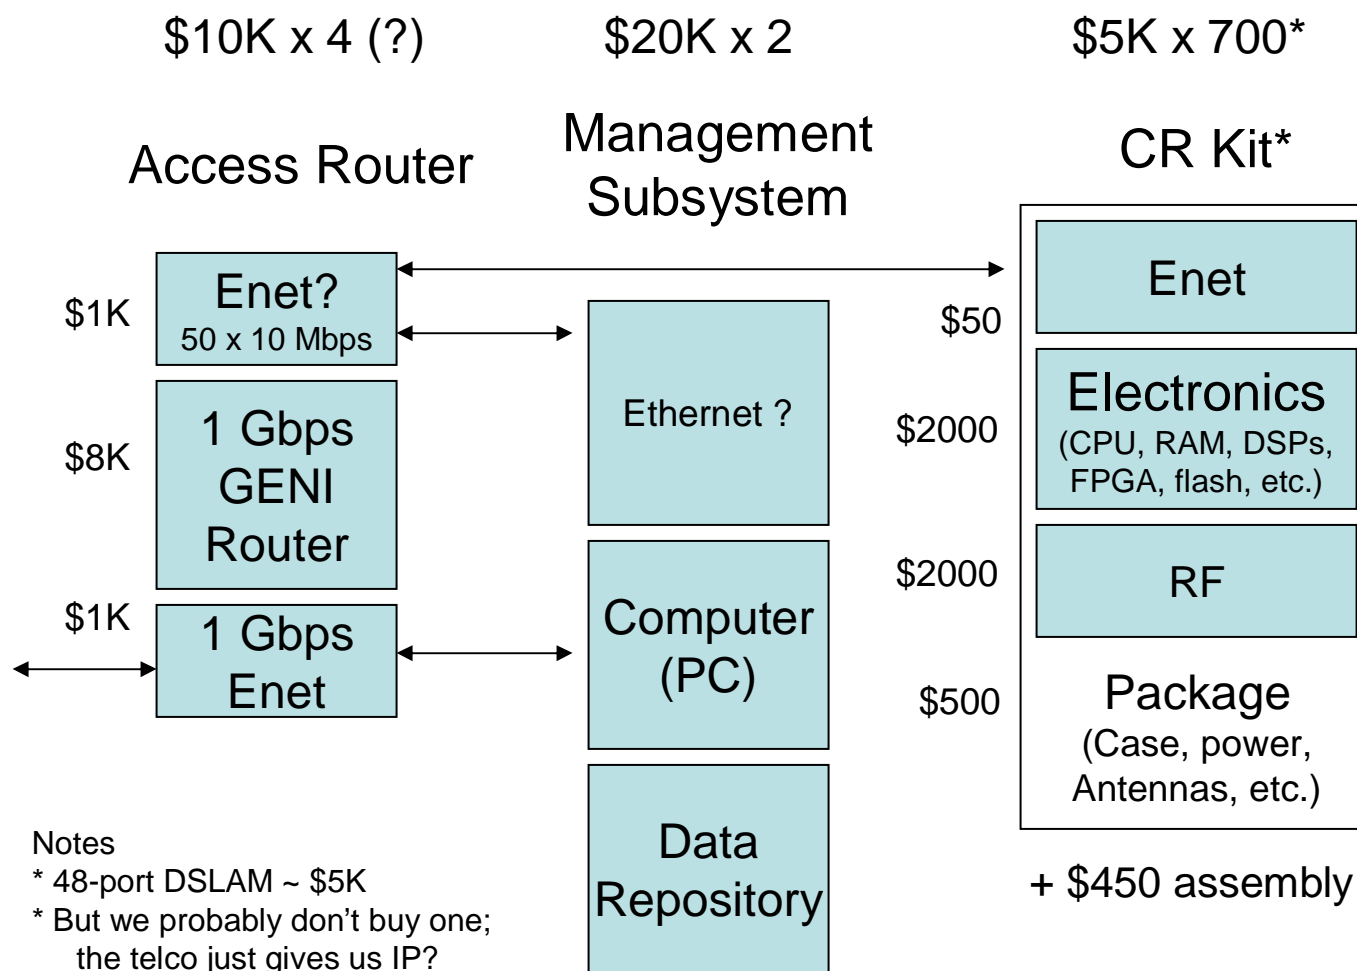 $10K x 4 (?)
$20K x 2
$5K x 700*
Access Router
Management
Subsystem
CR Kit*
$1K
Enet?
50 x 10 Mbps
$8K
1 Gbps
GENI
Router
$1K
1 Gbps
Enet
Ethernet ?
Computer
(PC)
Data
Repository
$50
Enet
$2000
Electronics
(CPU, RAM, DSPs,
FPGA, flash, etc.)
$2000
RF
$500
Package
(Case, power,
Antennas, etc.)
+ $450 assembly
Notes
* 48-port DSLAM ~ $5K
* But we probably don't buy one;
the telco just gives us IP?